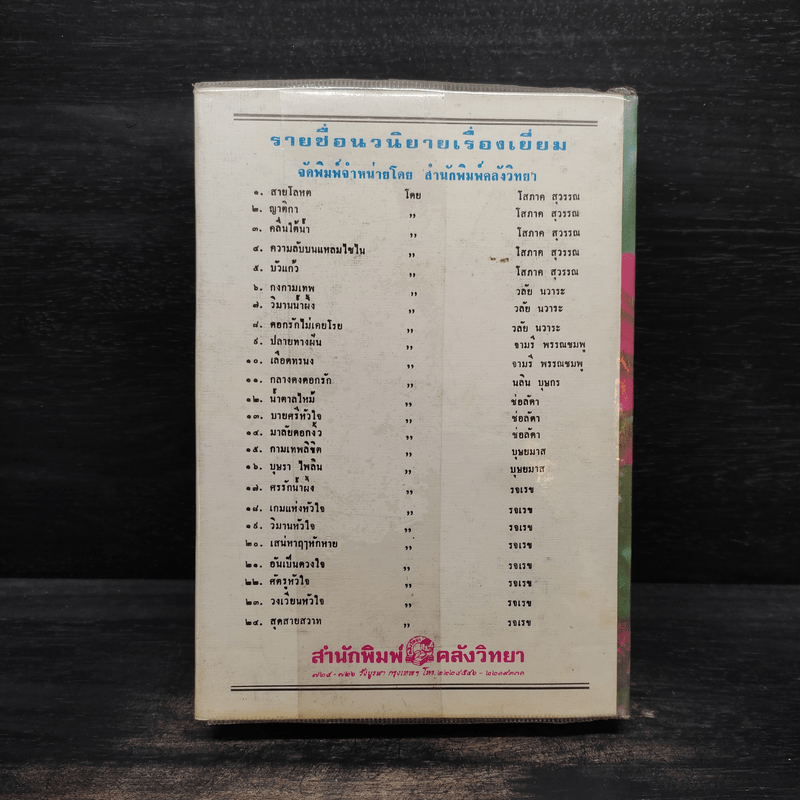 รายชื่อนวนิยายเรื่องเยี่ยม
จัดพิมพ์จำหน่ายโดย สำนักพิมพ์คลังวิทยา
๑. สายโลหิต โดย โสภาค สุวรรณ
๒. ญาติกา ,, โสภาค สุวรรณ
๓. คลื่นใต้น้ำ ,, โสภาค สุวรรณ
๔. ความลับบนแหลมไซไน ,, โสภาค สุวรรณ
๕. บัวแก้ว ,, โสภาค สุวรรณ
๖. กงกามเทพ ,, วลัย นวาระ
๗. วิมานน้ำผึ้ง ,, วลัย นวาระ
๘. ดอกรักไม่เคยโรย ,, วลัย นวาระ
๙. ปลายทางฝัน ,, จามรี พรรณชมพู
๑๐. เลือดทรนง ,, จามรี พรรณชมพู
๑๑. กลางดงดอกรัก ,, นลิน บุษกร
๑๒. น้ำตาลไหม้ ,, ช่อลัดา
๑๓. บายศรีหัวใจ ,, ช่อลัดา
๑๔. มาลัยดอกงิ้ว ,, ช่อลัดา
๑๕. กามเทพลิขิต ,, บุษยมาส
๑๖. บุษรา ไพลิน ,, บุษยมาส
๑๗. ศรรักน้ำผึ้ง ,, รจเรข
๑๘. เกมแห่งหัวใจ ,, รจเรข
๑๙. วิมานหัวใจ ,, รจเรข
๒๐. เสน่หาฤๅหักหาย ,, รจเรข
๒๑. อันเป็นดวงใจ ,, รจเรข
๒๒. ศัตรูหัวใจ ,, รจเรข
๒๓. วงเวียนหัวใจ ,, รจเรข
๒๔. สุดสายสวาท ,, รจเรข
สำนักพิมพ์ คลังวิทยา
๗๒๔ - ๗๒๖ วังบูรพา กรุงเทพฯ โทร.